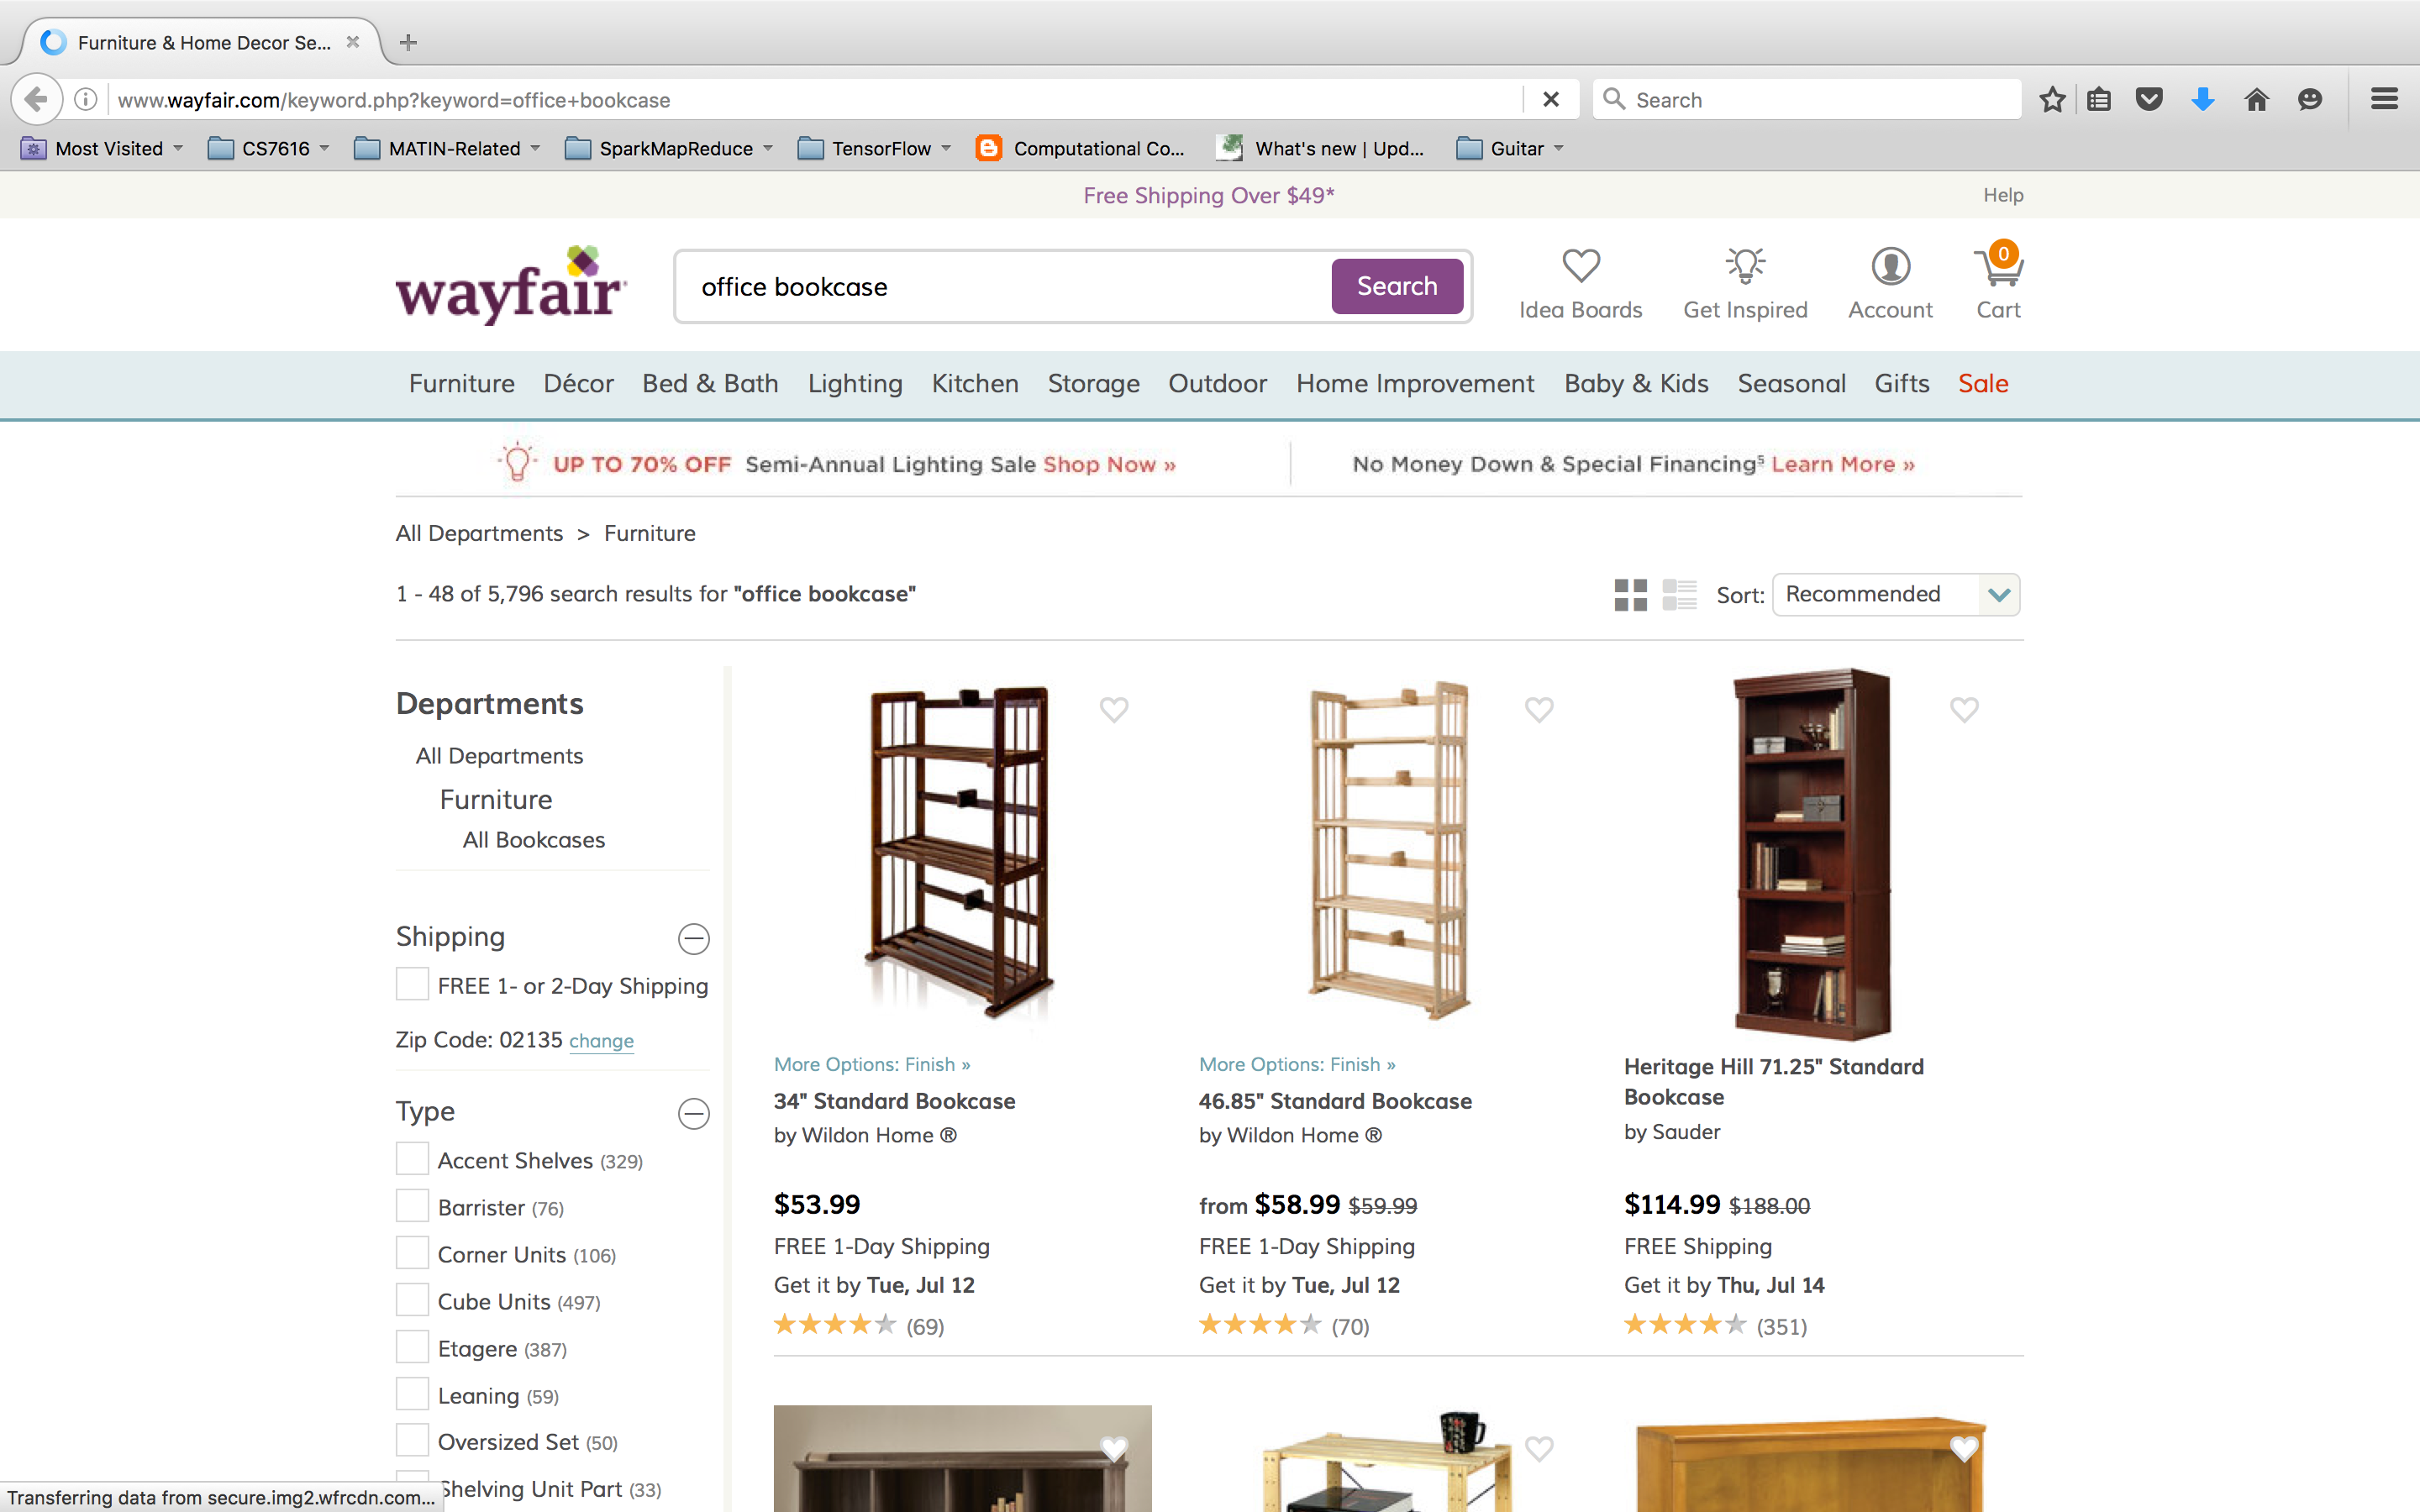 Furniture & Home Decor Se...
www.wayfair.com/keyword.php?keyword=office+bookcase
Search
Most Visited
CS7616
MATIN-Related
SparkMapReduce
TensorFlow
Computational Co...
What's new | Upd...
Guitar
Free Shipping Over $49*
Help
wayfair
office bookcase
Search
Idea Boards
Get Inspired
Account
0
Cart
Furniture Décor Bed & Bath Lighting Kitchen Storage Outdoor Home Improvement Baby & Kids Seasonal Gifts Sale
UP TO 70% OFF Semi-Annual Lighting Sale Shop Now »
No Money Down & Special Financing⁵ Learn More »
All Departments > Furniture
1 - 48 of 5,796 search results for "office bookcase"
Sort: Recommended
Departments
All Departments
Furniture
All Bookcases
Shipping
FREE 1- or 2-Day Shipping
Zip Code: 02135 change
Type
Accent Shelves (329)
Barrister (76)
Corner Units (106)
Cube Units (497)
Etagere (387)
Leaning (59)
Oversized Set (50)
Shelving Unit Part (33)
More Options: Finish »
34" Standard Bookcase
by Wildon Home ®
$53.99
FREE 1-Day Shipping
Get it by Tue, Jul 12
(69)
More Options: Finish »
46.85" Standard Bookcase
by Wildon Home ®
from $58.99 $59.99
FREE 1-Day Shipping
Get it by Tue, Jul 12
(70)
Heritage Hill 71.25" Standard
Bookcase
by Sauder
$114.99 $188.00
FREE Shipping
Get it by Thu, Jul 14
(351)
Transferring data from secure.img2.wfrcdn.com...